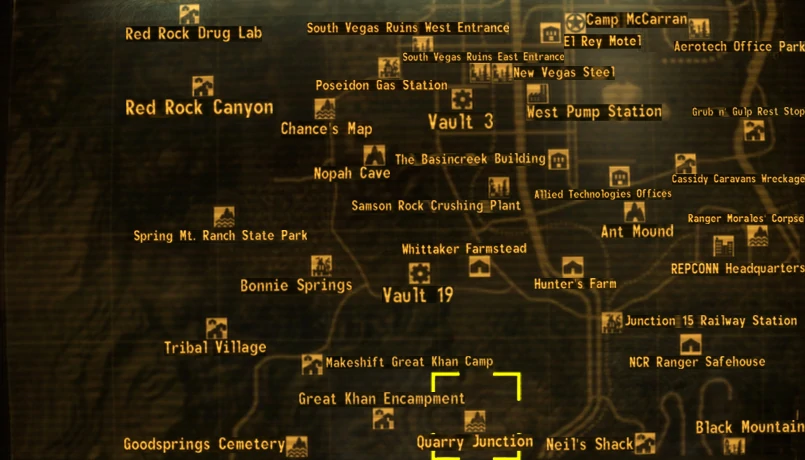 Camp McCarran
South Vegas Ruins West Entrance
Red Rock Drug Lab
El Rey Motel
Aerotech Office Park
South Vegas Ruins East Entrance
New Vegas Steel
Poseidon Gas Station
Red Rock Canyon
West Pump Station
Grub n' Gulp Rest Stop
Vault 3
Chance's Map
The Basincreek Building
Nopah Cave
Cassidy Caravans Wreckage
Allied Technologies Offices
Samson Rock Crushing Plant
Ranger Morales' Corpse
Ant Mound
Spring Mt. Ranch State Park
Whittaker Farmstead
REPCONN Headquarters
Bonnie Springs
Hunter's Farm
Vault 19
Junction 15 Railway Station
Tribal Village
Makeshift Great Khan Camp
NCR Ranger Safehouse
Great Khan Encampment
Black Mountain
Goodsprings Cemetery
Quarry Junction
Neil's Shack